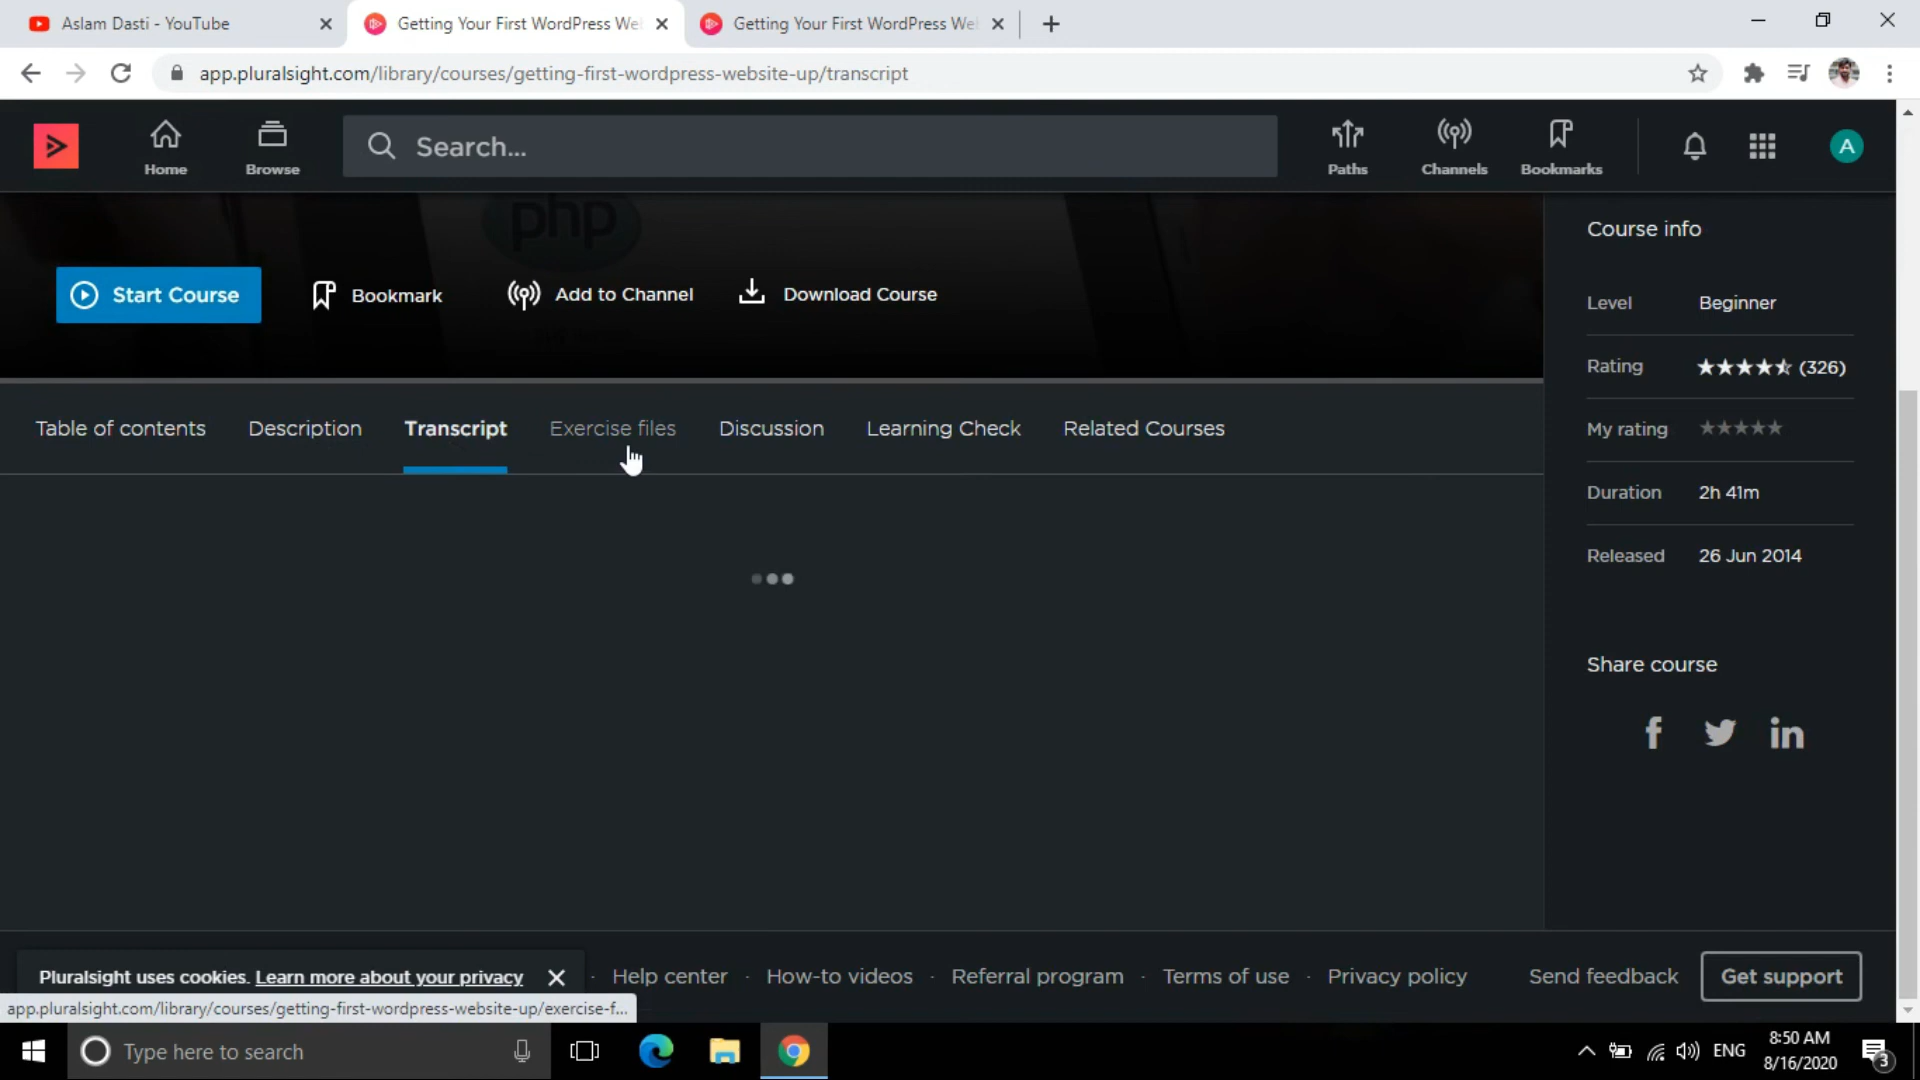 Aslam Dasti - YouTube
Getting Your First WordPress We
Getting Your First WordPress We
app.pluralsight.com/library/courses/getting-first-wordpress-website-up/transcript
Home
Browse
Search...
Paths
Channels
Bookmarks
A
php
Start Course
Bookmark
Add to Channel
Download Course
Course info
Level Beginner
Rating (326)
My rating
Duration 2h 41m
Released 26 Jun 2014
Share course
Table of contents
Description
Transcript
Exercise files
Discussion
Learning Check
Related Courses
Pluralsight uses cookies. Learn more about your privacy
· Help center · How-to videos · Referral program · Terms of use · Privacy policy
Send feedback
Get support
app.pluralsight.com/library/courses/getting-first-wordpress-website-up/exercise-f...
Type here to search
ENG
8:50 AM
8/16/2020
3